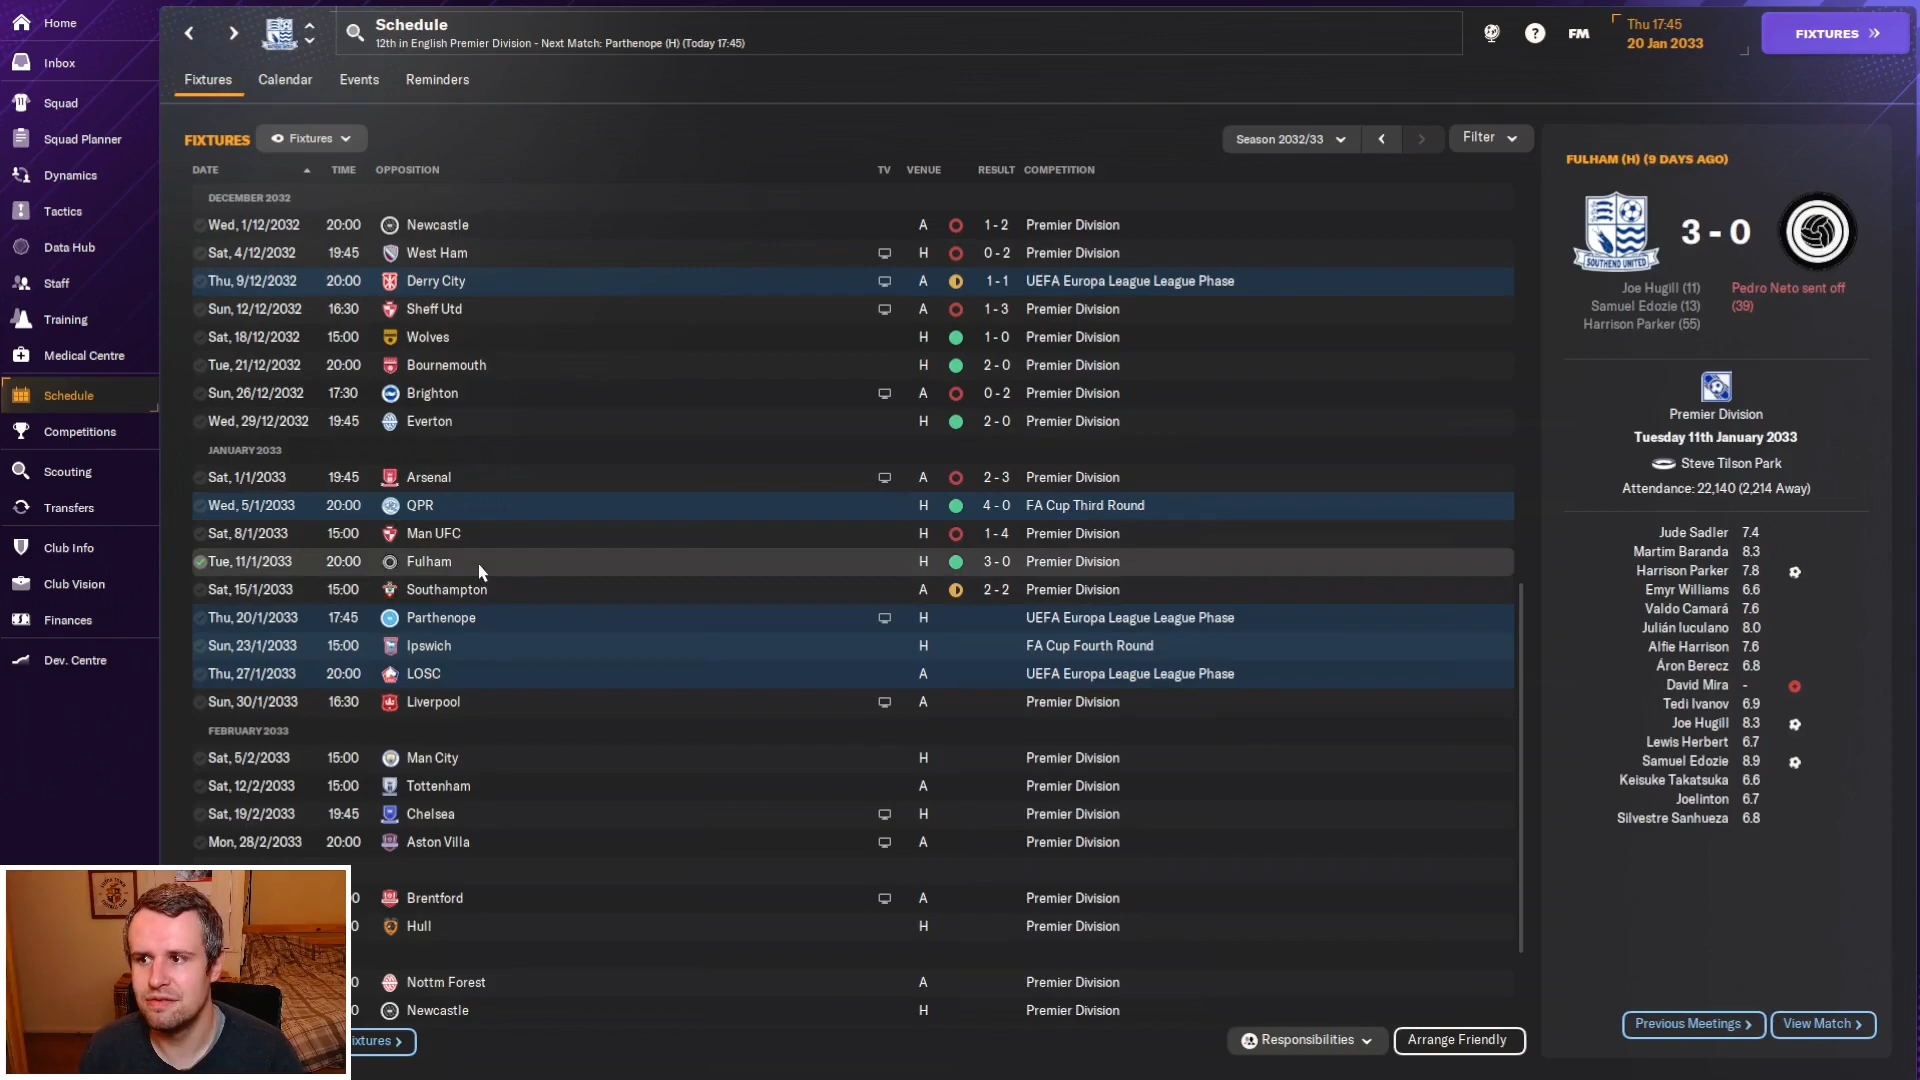 Home
Inbox
Squad
Squad Planner
Dynamics
Tactics
Data Hub
Staff
Training
Medical Centre
Schedule
Competitions
Scouting
Transfers
Club Info
Club Vision
Finances
Dev. Centre
Schedule
12th in English Premier Division - Next Match: Parthenope (H) (Today 17:45)
? FM
Thu 17:45
20 Jan 2033
FIXTURES
Fixtures Calendar Events Reminders
FIXTURES Fixtures Season 2032/33 Filter
DATE TIME OPPOSITION TV VENUE RESULT COMPETITION
DECEMBER 2032
Wed, 1/12/2032 20:00 Newcastle A 1 - 2 Premier Division
Sat, 4/12/2032 19:45 West Ham H 0 - 2 Premier Division
Thu, 9/12/2032 20:00 Derry City A 1 - 1 UEFA Europa League League Phase
Sun, 12/12/2032 16:30 Sheff Utd A 1 - 3 Premier Division
Sat, 18/12/2032 15:00 Wolves H 1 - 0 Premier Division
Tue, 21/12/2032 20:00 Bournemouth H 2 - 0 Premier Division
Sun, 26/12/2032 17:30 Brighton A 0 - 2 Premier Division
Wed, 29/12/2032 19:45 Everton H 2 - 0 Premier Division
JANUARY 2033
Sat, 1/1/2033 19:45 Arsenal A 2 - 3 Premier Division
Wed, 5/1/2033 20:00 QPR H 4 - 0 FA Cup Third Round
Sat, 8/1/2033 15:00 Man UFC H 1 - 4 Premier Division
Tue, 11/1/2033 20:00 Fulham H 3 - 0 Premier Division
Sat, 15/1/2033 15:00 Southampton A 2 - 2 Premier Division
Thu, 20/1/2033 17:45 Parthenope H UEFA Europa League League Phase
Sun, 23/1/2033 15:00 Ipswich H FA Cup Fourth Round
Thu, 27/1/2033 20:00 LOSC A UEFA Europa League League Phase
Sun, 30/1/2033 16:30 Liverpool A Premier Division
FEBRUARY 2033
Sat, 5/2/2033 15:00 Man City H Premier Division
Sat, 12/2/2033 15:00 Tottenham A Premier Division
Sat, 19/2/2033 19:45 Chelsea H Premier Division
Mon, 28/2/2033 20:00 Aston Villa A Premier Division
0 Brentford A Premier Division
0 Hull H Premier Division
0 Nottm Forest A Premier Division
0 Newcastle H Premier Division
ixtures
Responsibilities Arrange Friendly
FULHAM (H) (9 DAYS AGO)
SOUTHEND UNITED
3 - 0
Joe Hugill (11)
Samuel Edozie (13)
Harrison Parker (55)
Pedro Neto sent off
(39)
Premier Division
Tuesday 11th January 2033
Steve Tilson Park
Attendance: 22,140 (2,214 Away)
Jude Sadler 7.4
Martim Baranda 8.3
Harrison Parker 7.8
Emyr Williams 6.6
Valdo Camará 7.6
Julián Iuculano 8.0
Alfie Harrison 7.6
Áron Berecz 6.8
David Mira -
Tedi Ivanov 6.9
Joe Hugill 8.3
Lewis Herbert 6.7
Samuel Edozie 8.9
Keisuke Takatsuka 6.6
Joelinton 6.7
Silvestre Sanhueza 6.8
Previous Meetings View Match